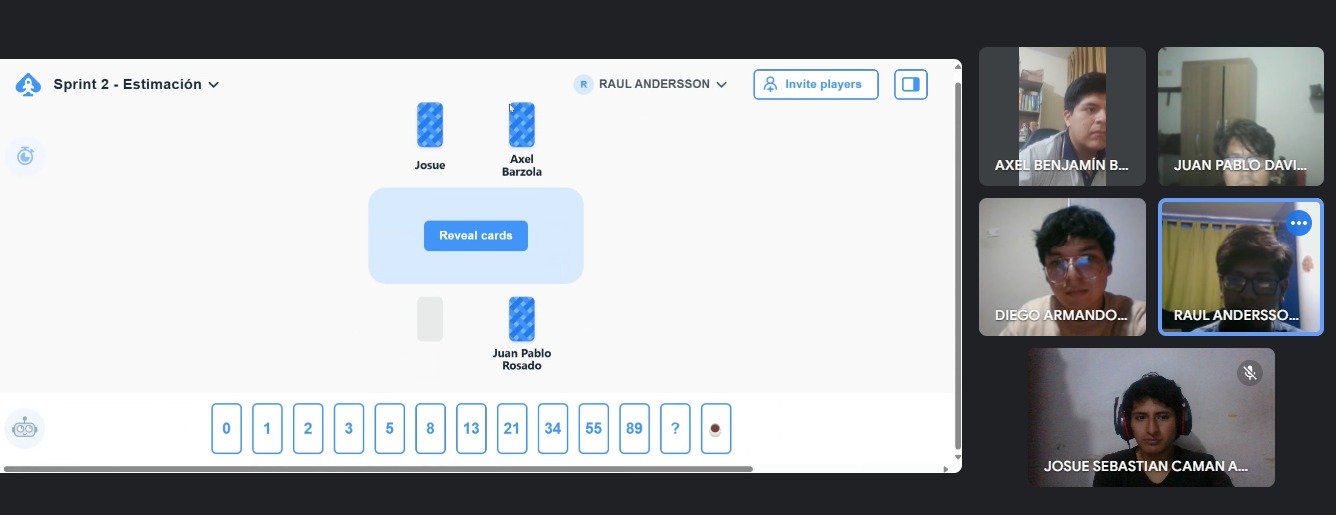 Sprint 2 - Estimación
R RAUL ANDERSSON
Invite players
Josue
Axel
Barzola
Reveal cards
Juan Pablo
Rosado
0 1 2 3 5 8 13 21 34 55 89 ?
AXEL BENJAMÍN B...
JUAN PABLO DAVI...
DIEGO ARMANDO...
RAUL ANDERSSO...
JOSUE SEBASTIAN CAMAN A...